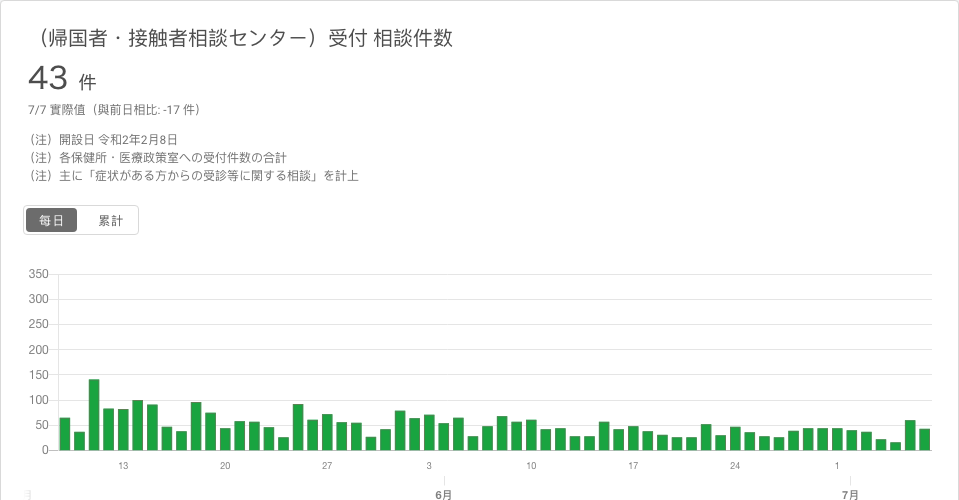 （帰国者・接触者相談センター）受付 相談件数
43 件
7/7 實際値（與前日相比: -17 件）
（注）開設日 令和2年2月8日
（注）各保健所・医療政策室への受付件数の合計
（注）主に「症状がある方からの受診等に関する相談」を計上
毎日 累計
350
300
250
200
150
100
50
0
13 20 27 3 10 17 24 1
月 6月 7月